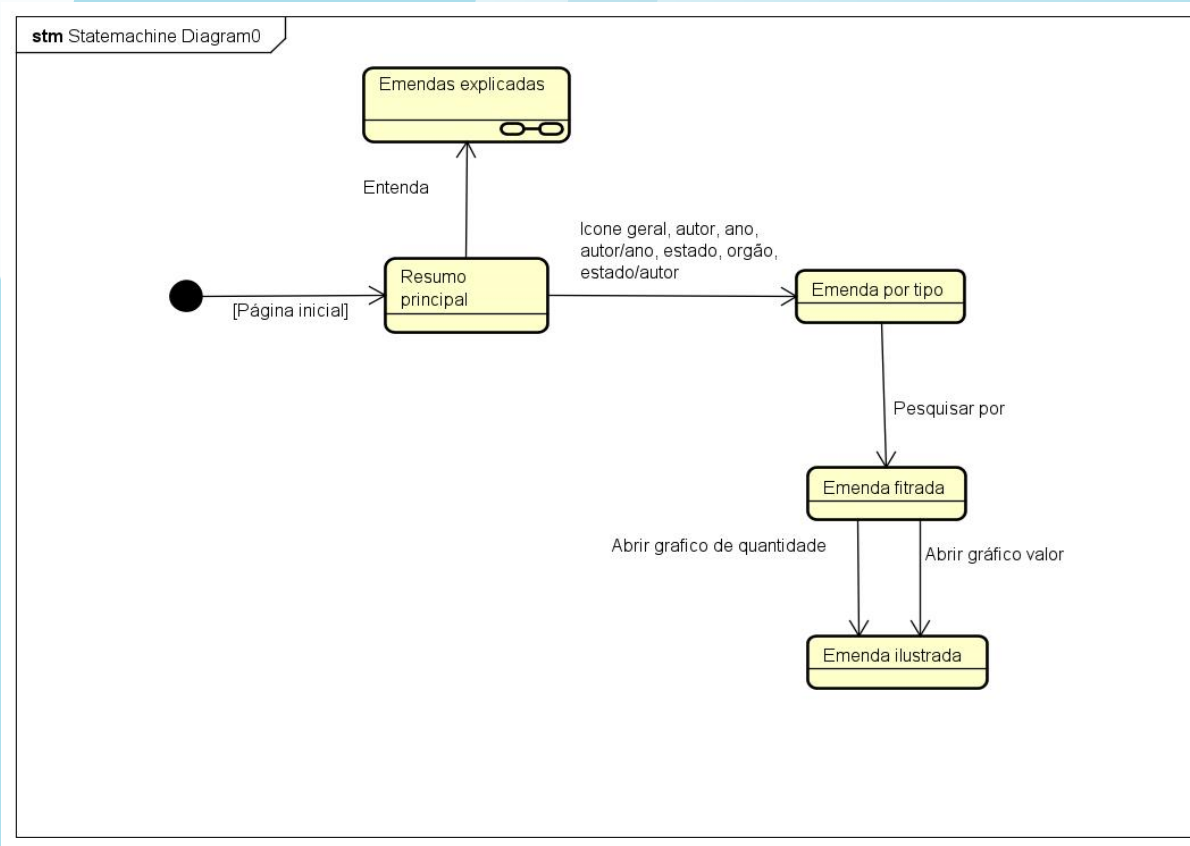 stm Statemachine Diagram0
Emendas explicadas
Entenda
Icone geral, autor, ano,
autor/ano, estado, orgão,
estado/autor
Resumo
principal
[Página inicial]
Emenda por tipo
Pesquisar por
Emenda fitrada
Abrir grafico de quantidade
Abrir gráfico valor
Emenda ilustrada